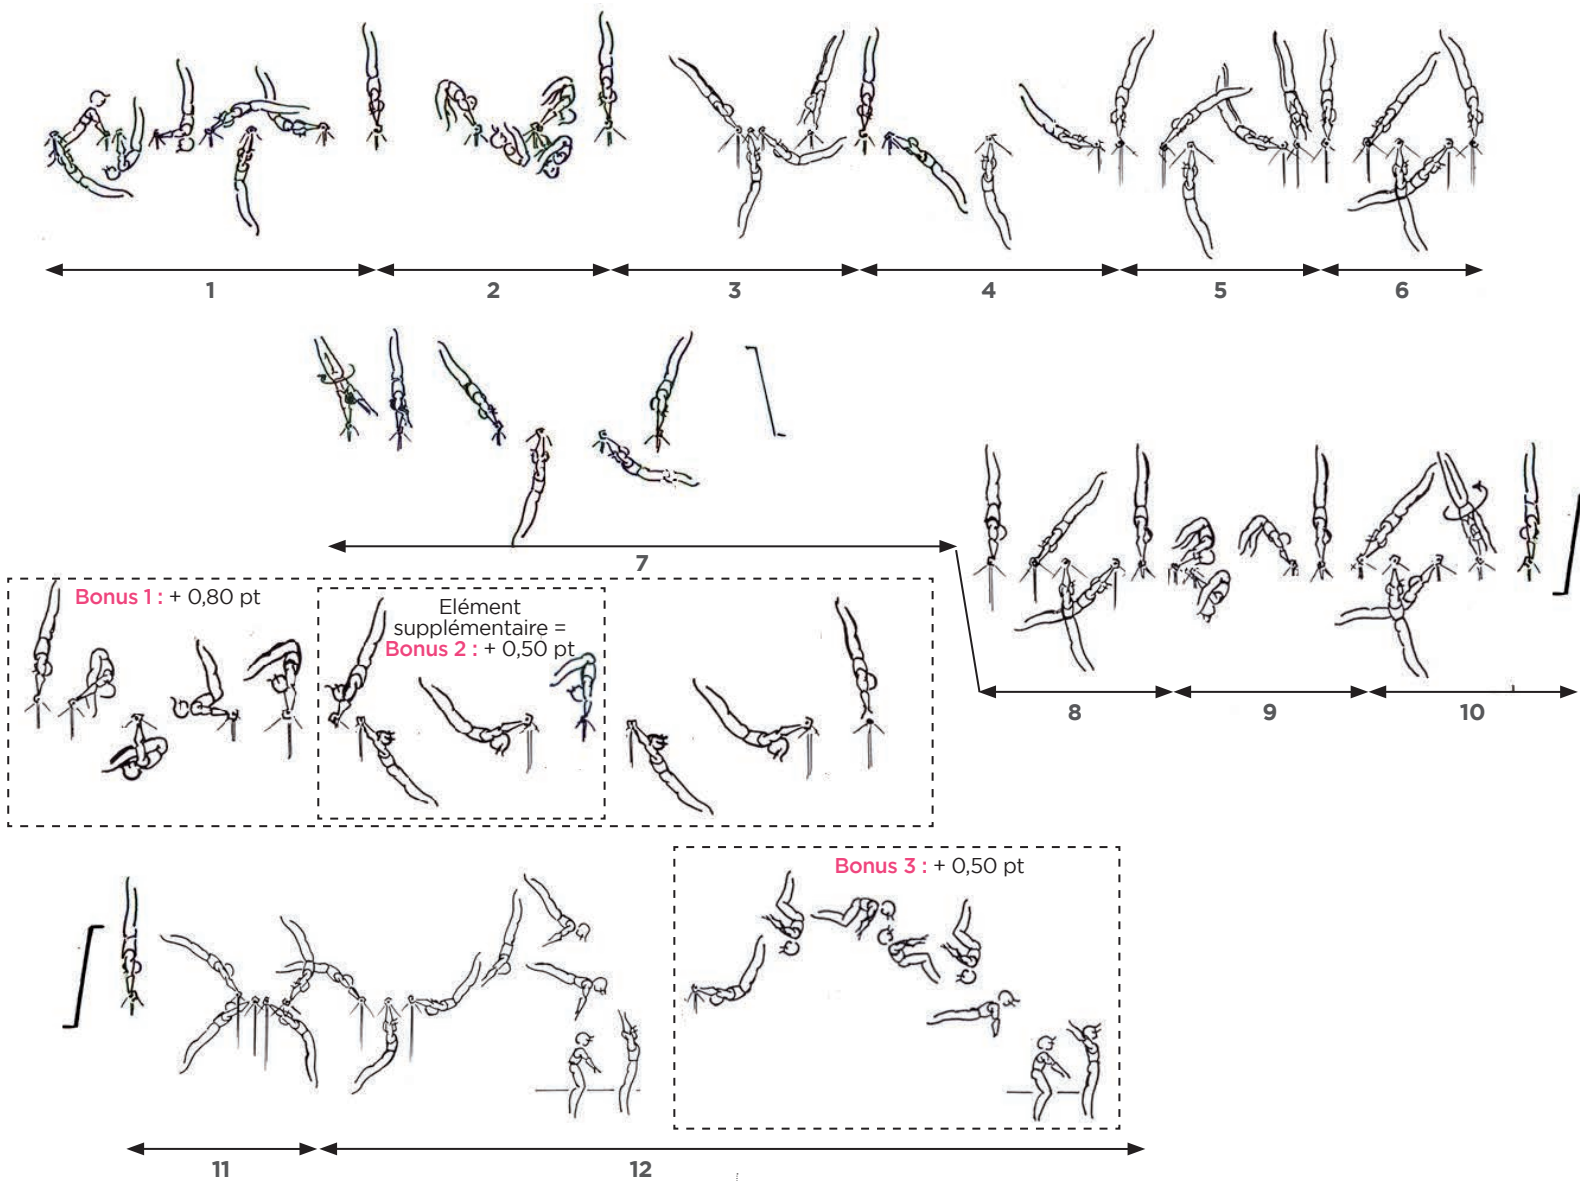 1 2 3 4 5 6
7
Bonus 1 : + 0,80 pt
Elément
supplémentaire =
Bonus 2 : + 0,50 pt
8 9 10
Bonus 3 : + 0,50 pt
11 12